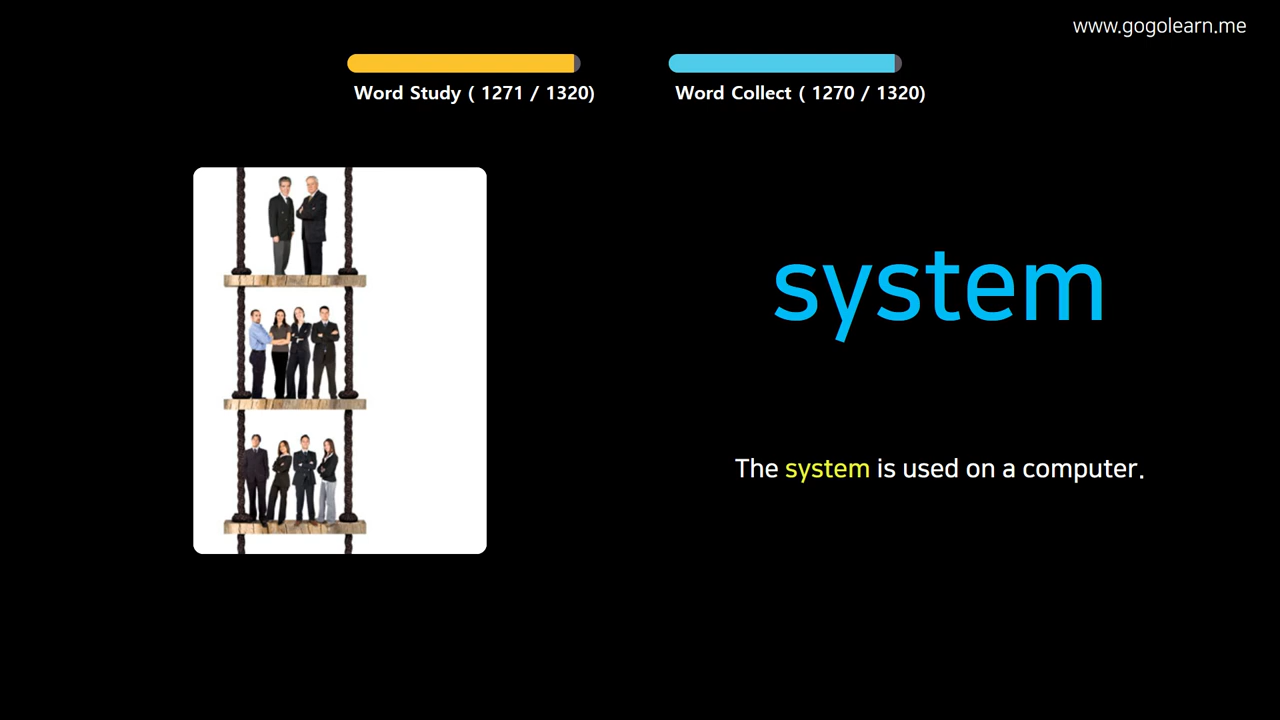 www.gogolearn.me
Word Study ( 1271 / 1320)
Word Collect ( 1270 / 1320)
system
The system is used on a computer.